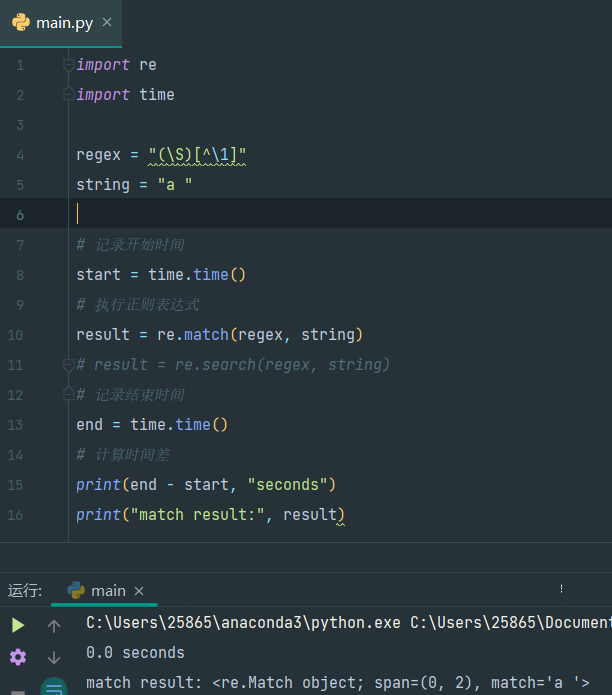 main.py
1 import re
2 import time
3
4 regex = "(\S)[^\1]"
5 string = "a "
6
7 # 记录开始时间
8 start = time.time()
9 # 执行正则表达式
10 result = re.match(regex, string)
11 # result = re.search(regex, string)
12 # 记录结束时间
13 end = time.time()
14 # 计算时间差
15 print(end - start, "seconds")
16 print("match result:", result)
运行: main
C:\Users\25865\anaconda3\python.exe C:\Users\25865\Document
0.0 seconds
match result: <re.Match object; span=(0, 2), match='a '>